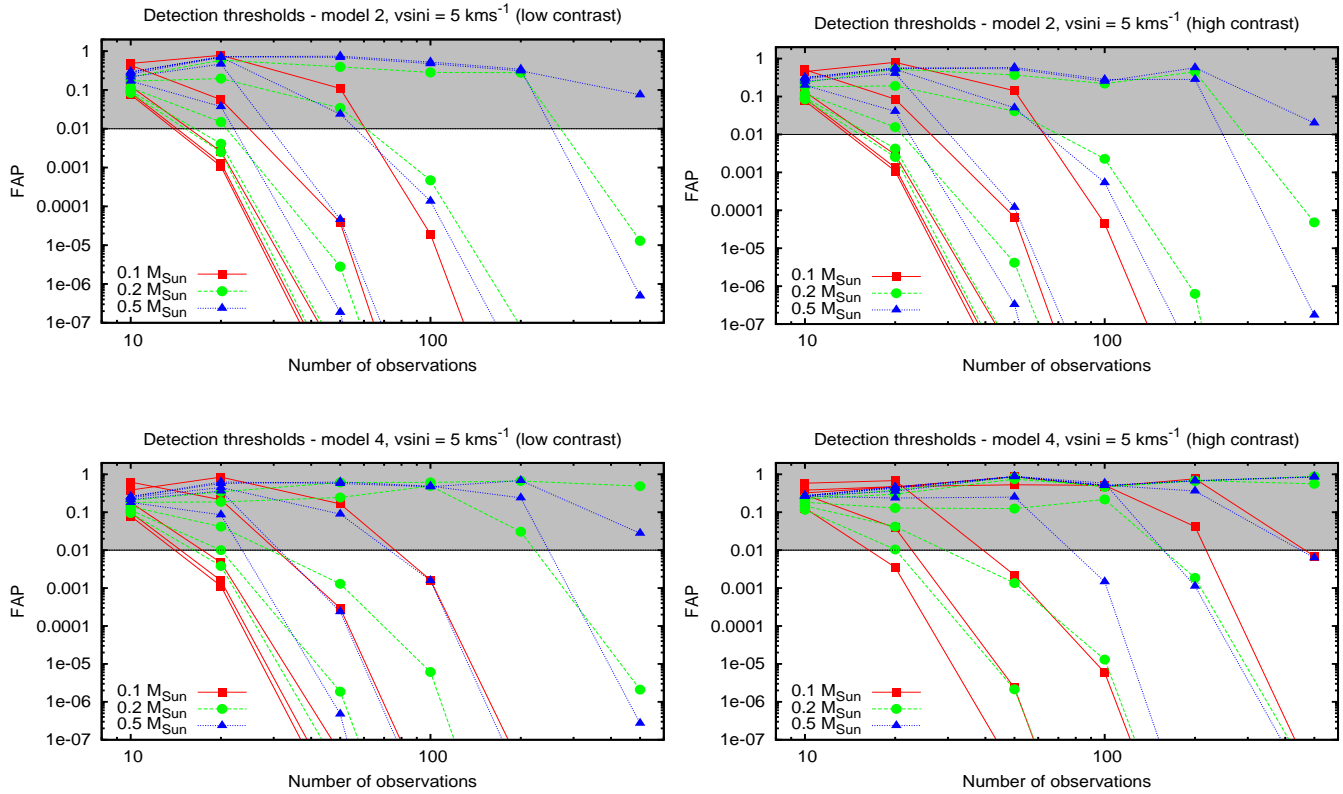 Detection thresholds - model 2, vsini = 5 kms⁻¹ (low contrast)
1
0.1
0.01
0.001
0.0001
1e-05
1e-06
1e-07
FAP
0.1 M_Sun
0.2 M_Sun
0.5 M_Sun
10
100
Number of observations
Detection thresholds - model 2, vsini = 5 kms⁻¹ (high contrast)
1
0.1
0.01
0.001
0.0001
1e-05
1e-06
1e-07
FAP
0.1 M_Sun
0.2 M_Sun
0.5 M_Sun
10
100
Number of observations
Detection thresholds - model 4, vsini = 5 kms⁻¹ (low contrast)
1
0.1
0.01
0.001
0.0001
1e-05
1e-06
1e-07
FAP
0.1 M_Sun
0.2 M_Sun
0.5 M_Sun
10
100
Number of observations
Detection thresholds - model 4, vsini = 5 kms⁻¹ (high contrast)
1
0.1
0.01
0.001
0.0001
1e-05
1e-06
1e-07
FAP
0.1 M_Sun
0.2 M_Sun
0.5 M_Sun
10
100
Number of observations